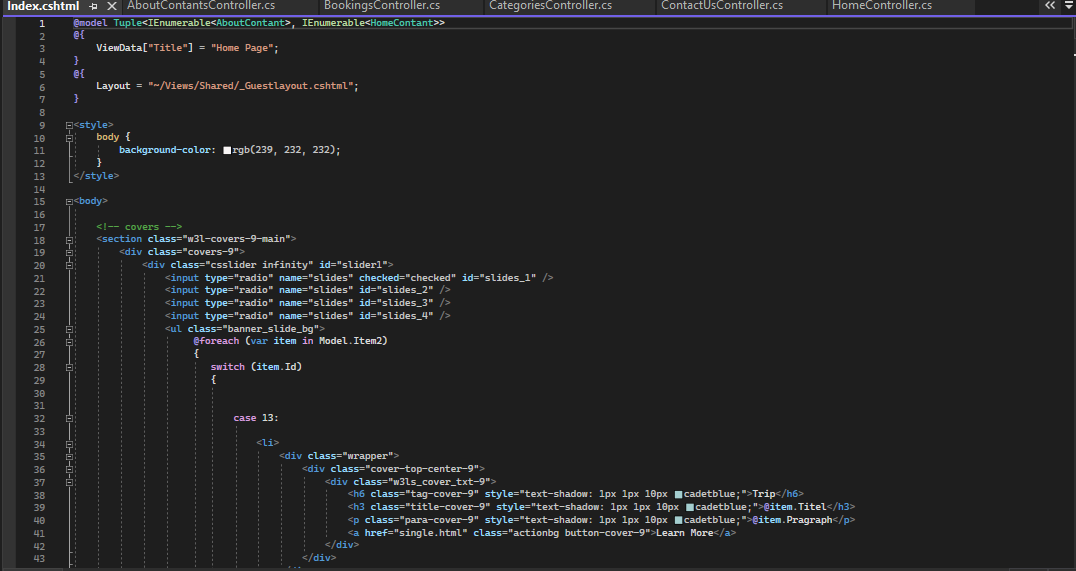 Index.cshtml AboutContantsController.cs BookingsController.cs CategoriesController.cs ContactUsController.cs HomeController.cs
1 @model Tuple<IEnumerable<AboutContant>, IEnumerable<HomeContant>>
2 @{
3 ViewData["Title"] = "Home Page";
4 }
5 @{
6 Layout = "~/Views/Shared/_Guestlayout.cshtml";
7 }
8
9 <style>
10 body {
11 background-color: rgb(239, 232, 232);
12 }
13 </style>
14
15 <body>
16
17 <!-- covers -->
18 <section class="w3l-covers-9-main">
19 <div class="covers-9">
20 <div class="csslider infinity" id="slider1">
21 <input type="radio" name="slides" checked="checked" id="slides_1" />
22 <input type="radio" name="slides" id="slides_2" />
23 <input type="radio" name="slides" id="slides_3" />
24 <input type="radio" name="slides" id="slides_4" />
25 <ul class="banner_slide_bg">
26 @foreach (var item in Model.Item2)
27 {
28 switch (item.Id)
29 {
30
31
32 case 13:
33
34 <li>
35 <div class="wrapper">
36 <div class="cover-top-center-9">
37 <div class="w3ls_cover_txt-9">
38 <h6 class="tag-cover-9" style="text-shadow: 1px 1px 10px cadetblue;">Trip</h6>
39 <h3 class="title-cover-9" style="text-shadow: 1px 1px 10px cadetblue;">@item.Titel</h3>
40 <p class="para-cover-9" style="text-shadow: 1px 1px 10px cadetblue;">@item.Pragraph</p>
41 <a href="single.html" class="actionbg button-cover-9">Learn More</a>
42 </div>
43 </div>